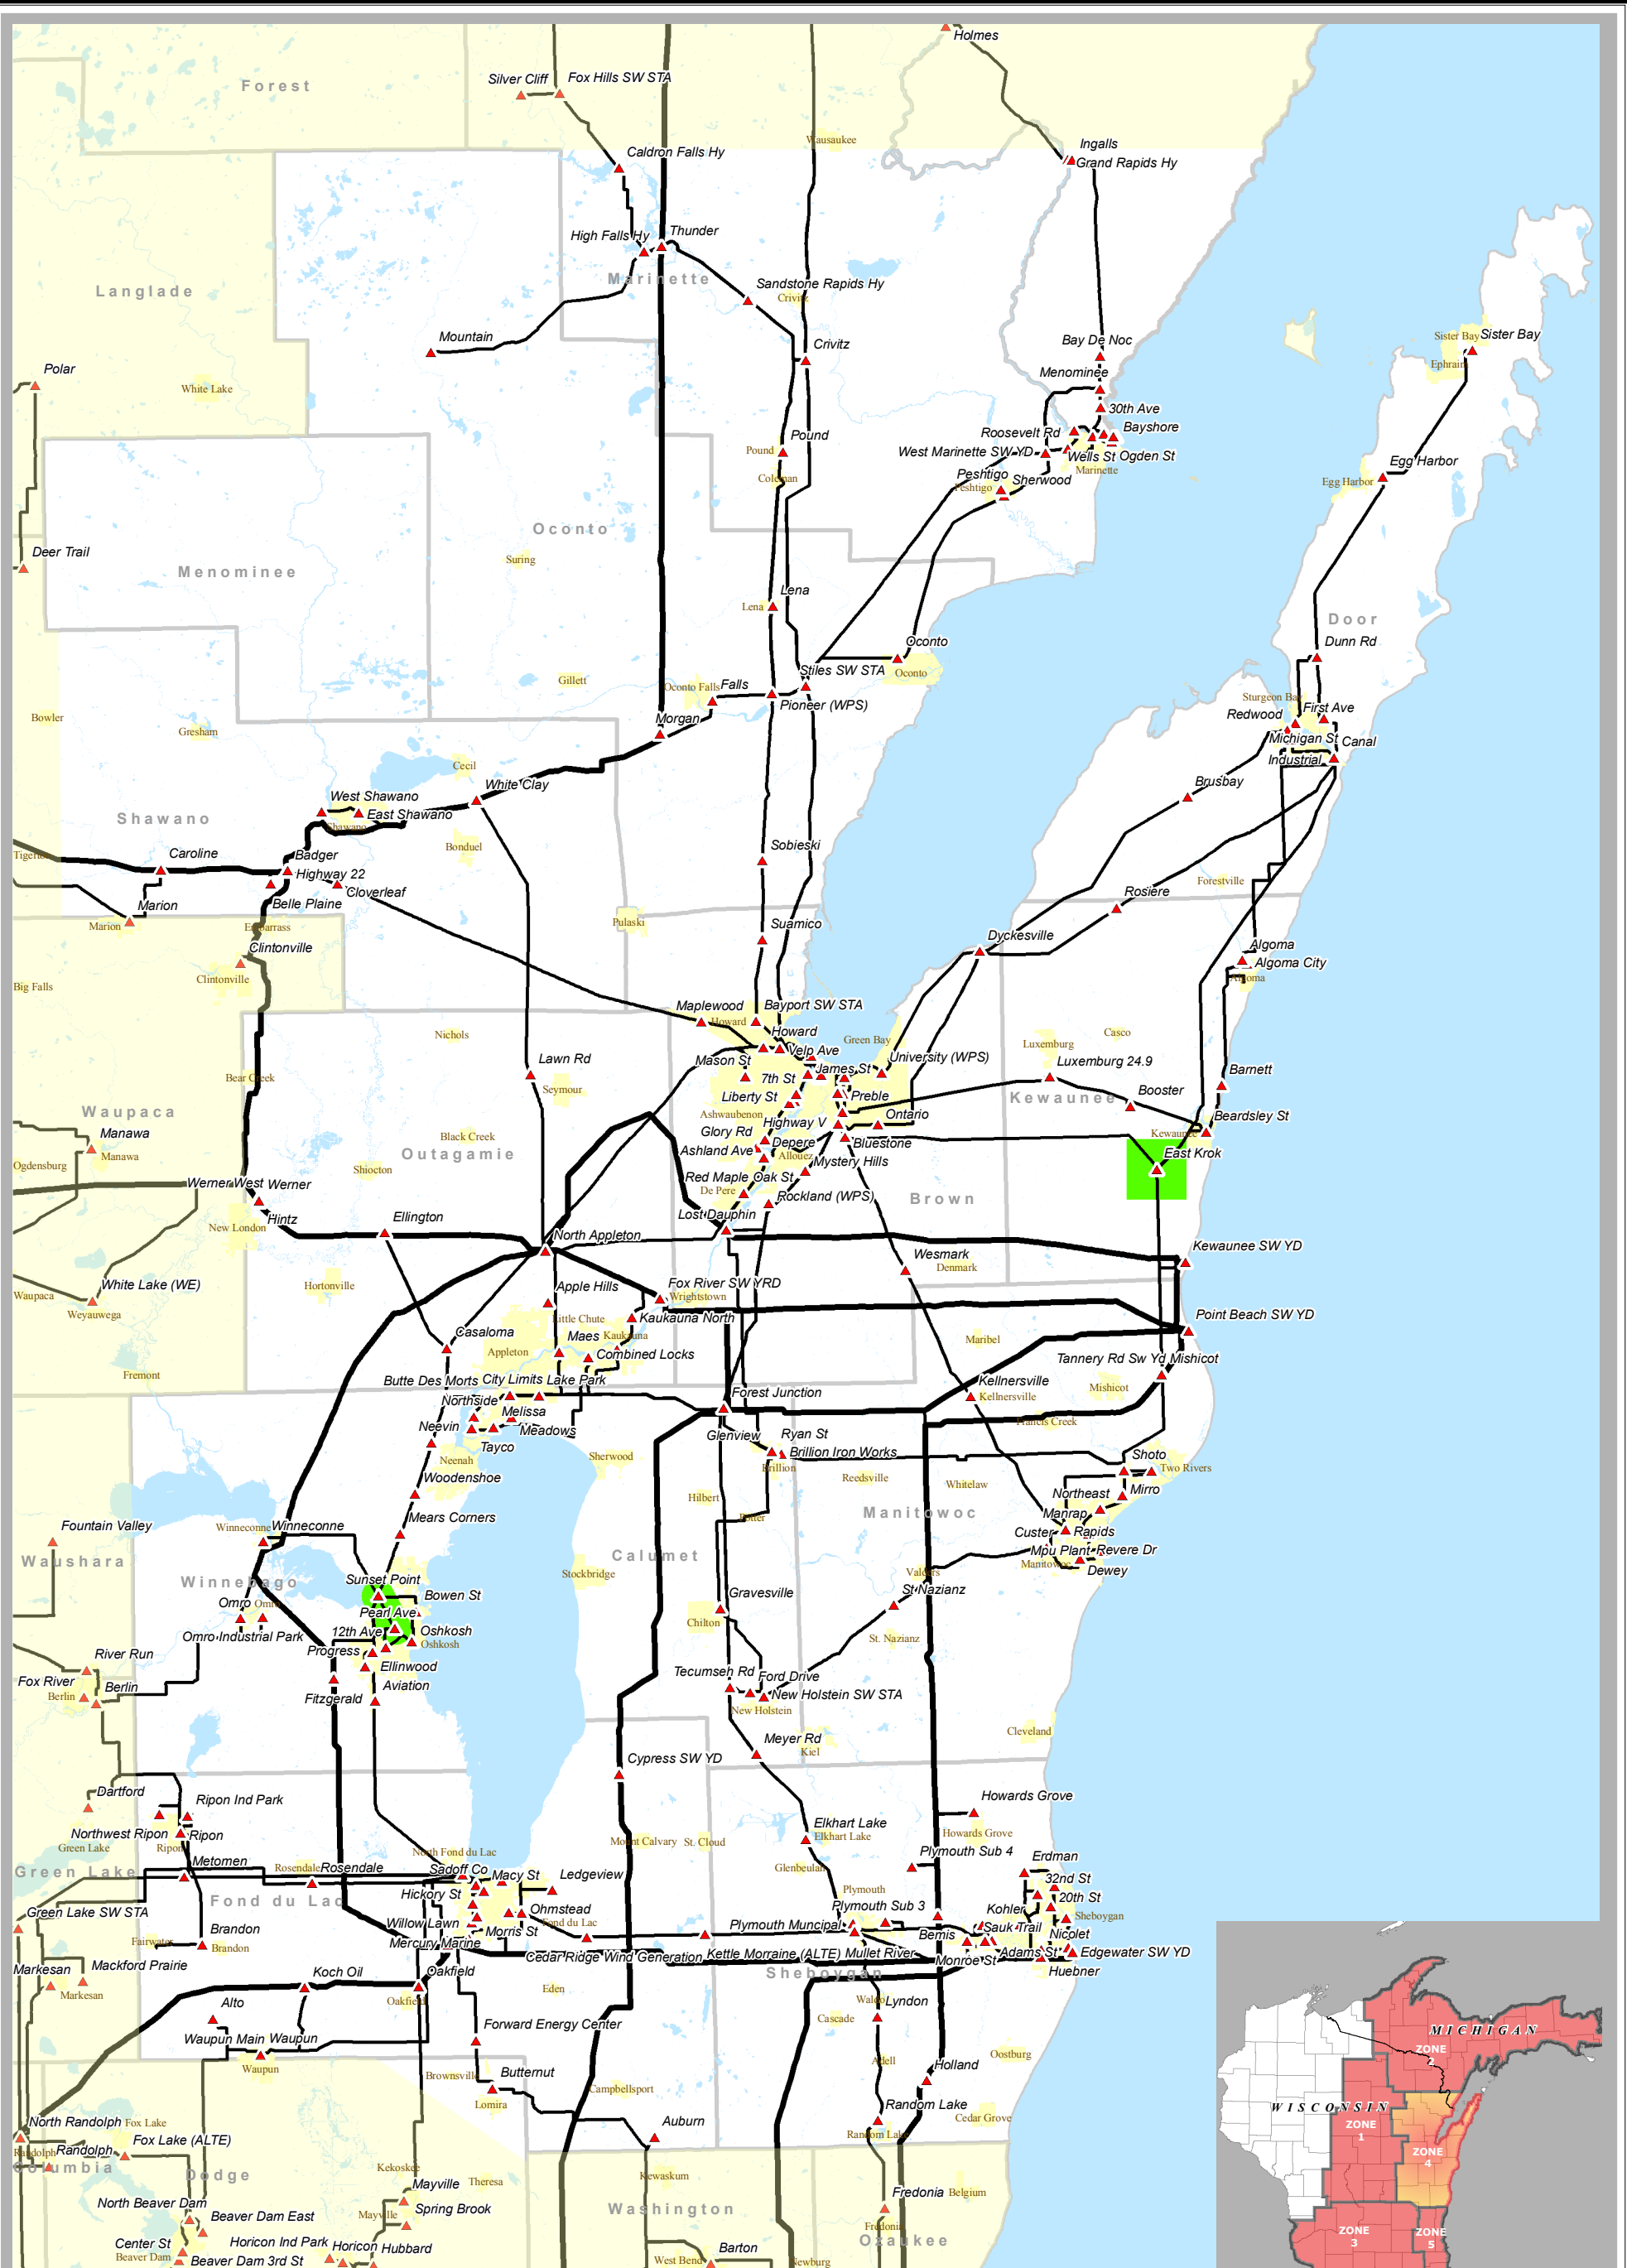 Holmes
Silver Cliff
Fox Hills SW STA
Forest
Wausaukee
Ingalls
Grand Rapids Hy
Caldron Falls Hy
High Falls Hy
Thunder
Marinette
Langlade
Sandstone Rapids Hy
Crivitz
Mountain
Crivitz
Bay De Noc
Sister Bay
Sister Bay
Ephraim
Polar
White Lake
Menominee
30th Ave
Roosevelt Rd
Bayshore
Pound
Pound
West Marinette SW YD
Wells St
Ogden St
Marinette
Coleman
Peshtigo
Sherwood
Peshtigo
Egg Harbor
Egg Harbor
Oconto
Deer Trail
Suring
Menominee
Lena
Lena
Door
Dunn Rd
Oconto
Oconto
Stiles SW STA
Gillett
Oconto Falls
Falls
Pioneer (WPS)
Sturgeon Bay
First Ave
Redwood
Michigan St
Canal
Industrial
Bowler
Gresham
Morgan
Cecil
White Clay
Brusbay
West Shawano
East Shawano
Shawano
Shawano
Bonduel
Sobieski
Tigerton
Caroline
Badger
Highway 22
Cloverleaf
Belle Plaine
Marion
Marion
Embarrass
Forestville
Rosiere
Pulaski
Suamico
Dyckesville
Clintonville
Clintonville
Algoma
Algoma City
Algoma
Big Falls
Maplewood
Howard
Bayport SW STA
Howard
Nichols
Green Bay
Luxemburg
Casco
Velp Ave
Mason St
University (WPS)
Lawn Rd
Seymour
Bear Creek
7th St
James St
Luxemburg 24.9
Barnett
Booster
Kewaunee
Liberty St
Preble
Waupaca
Ashwaubenon
Highway V
Ontario
Beardsley St
Kewaunee
Manawa
Manawa
Black Creek
Outagamie
Glory Rd
Depere
Bluestone
Ashland Ave
Allouez
East Krok
Ogdensburg
Shiocton
Mystery Hills
Werner West
Werner
Red Maple
Oak St
De Pere
Rockland (WPS)
Brown
Hintz
New London
Ellington
Lost Dauphin
North Appleton
Kewaunee SW YD
Wesmark
Denmark
White Lake (WE)
Waupaca
Weyauwega
Hortonville
Apple Hills
Fox River SW YRD
Wrightstown
Little Chute
Kaukauna North
Point Beach SW YD
Casaloma
Maes
Kaukauna
Appleton
Combined Locks
Maribel
Tannery Rd Sw Yd
Mishicot
Fremont
Butte Des Morts
City Limits
Lake Park
Forest Junction
Kellnersville
Kellnersville
Mishicot
Northside
Melissa
Neevin
Meadows
Tayco
Glenview
Ryan St
Francis Creek
Neenah
Sherwood
Brillion Iron Works
Brillion
Shoto
Two Rivers
Woodenshoe
Reedsville
Whitelaw
Hilbert
Northeast
Mirro
Mears Corners
Potter
Manitowoc
Manrap
Fountain Valley
Winneconne
Winneconne
Custer
Rapids
Waushara
Calumet
Mpu Plant
Revere Dr
Manitowoc
Dewey
Stockbridge
Valders
Winnebago
Sunset Point
Bowen St
Gravesville
St Nazianz
Omro
Omro
Pearl Ave
Chilton
Omro Industrial Park
12th Ave
Oshkosh
Oshkosh
St. Nazianz
River Run
Progress
Ellinwood
Fox River
Berlin
Berlin
Fitzgerald
Aviation
Tecumseh Rd
Ford Drive
New Holstein SW STA
New Holstein
Cleveland
Meyer Rd
Kiel
Cypress SW YD
Dartford
Ripon Ind Park
Howards Grove
Northwest Ripon
Ripon
Green Lake
Ripon
Elkhart Lake
Elkhart Lake
Howards Grove
Mount Calvary
St. Cloud
North Fond du Lac
Plymouth Sub 4
Metomen
Green Lake
Rosendale
Rosendale
Sadoff Co
Macy St
Ledgeview
Glenbeulah
Erdman
Fond du Lac
Hickory St
Plymouth
32nd St
20th St
Green Lake SW STA
Ohmstead
Plymouth Sub 3
Kohler
Sheboygan
Willow Lawn
Morris St
Fond du Lac
Plymouth Muncipal
Sauk Trail
Brandon
Fairwater
Brandon
Mercury Marine
Bemis
Nicolet
Cedar Ridge Wind Generation
Kettle Morraine (ALTE)
Mullet River
Monroe St
Adams St
Edgewater SW YD
Huebner
Markesan
Mackford Prairie
Koch Oil
Oakfield
Sheboygan
Markesan
Oakfield
Eden
Alto
Waldo
Lyndon
Cascade
Forward Energy Center
Waupun Main
Waupun
Waupun
Adell
Oostburg
Holland
Brownsville
Butternut
Campbellsport
Lomira
Random Lake
Cedar Grove
North Randolph
Fox Lake
Auburn
Random Lake
Randolph
Randolph
Fox Lake (ALTE)
Columbia
Dodge
Kekoskee
Theresa
Kewaskum
Mayville
Mayville
Fredonia
Belgium
North Beaver Dam
Beaver Dam East
Spring Brook
Washington
Fredonia
Center St
Horicon Ind Park
Horicon
Hubbard
Ozaukee
Beaver Dam
Beaver Dam 3rd St
Barton
West Bend
Newburg
MICHIGAN
ZONE
2
WISCONSIN
ZONE
1
ZONE
4
ZONE
3
ZONE
5